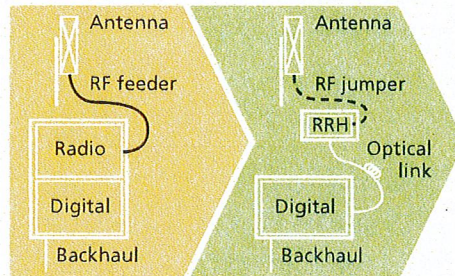 Antenna
RF feeder
Radio
Digital
Backhaul
Antenna
RF jumper
RRH
Optical
link
Digital
Backhaul